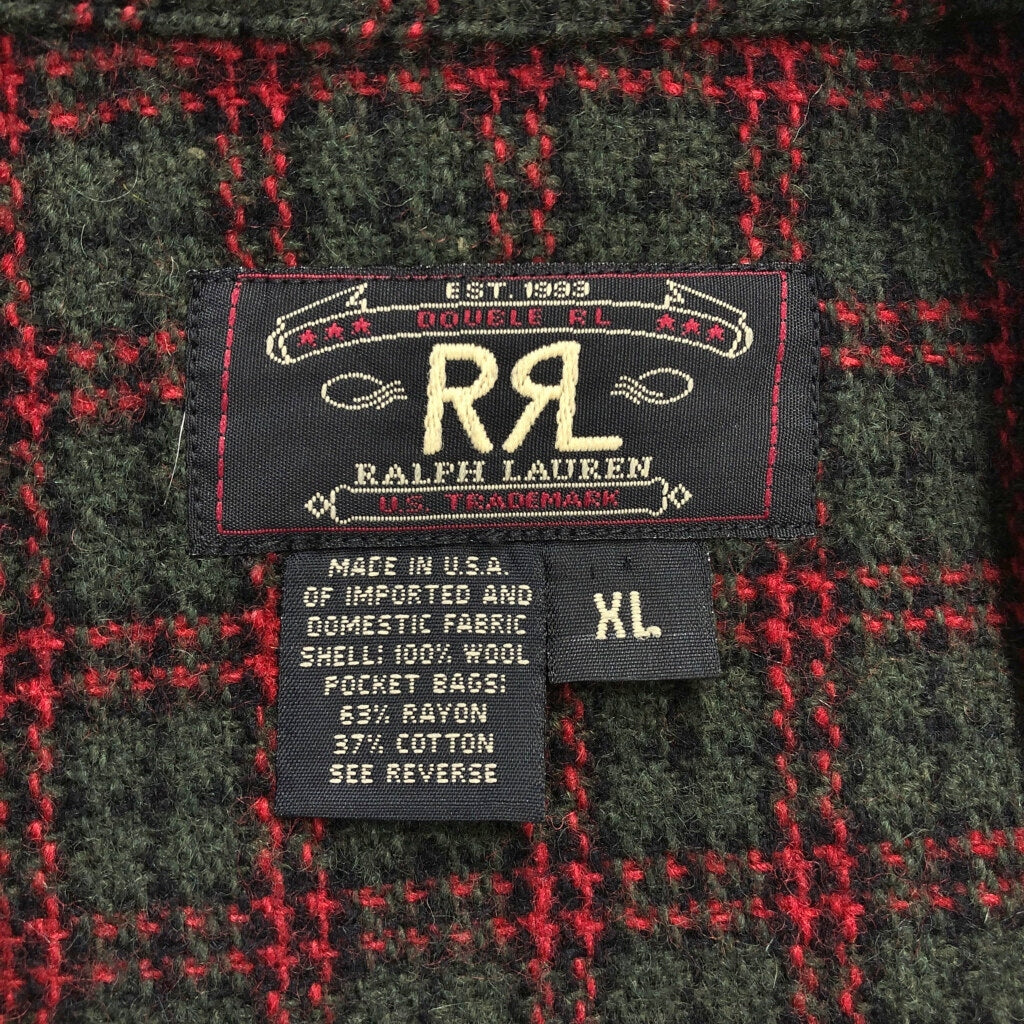 EST. 1993
DOUBLE RL
RRL
RALPH LAUREN
U.S. TRADEMARK
MADE IN U.S.A.
OF IMPORTED AND
DOMESTIC FABRIC
SHELL: 100% WOOL
POCKET BAGS:
63% RAYON
37% COTTON
SEE REVERSE
XL